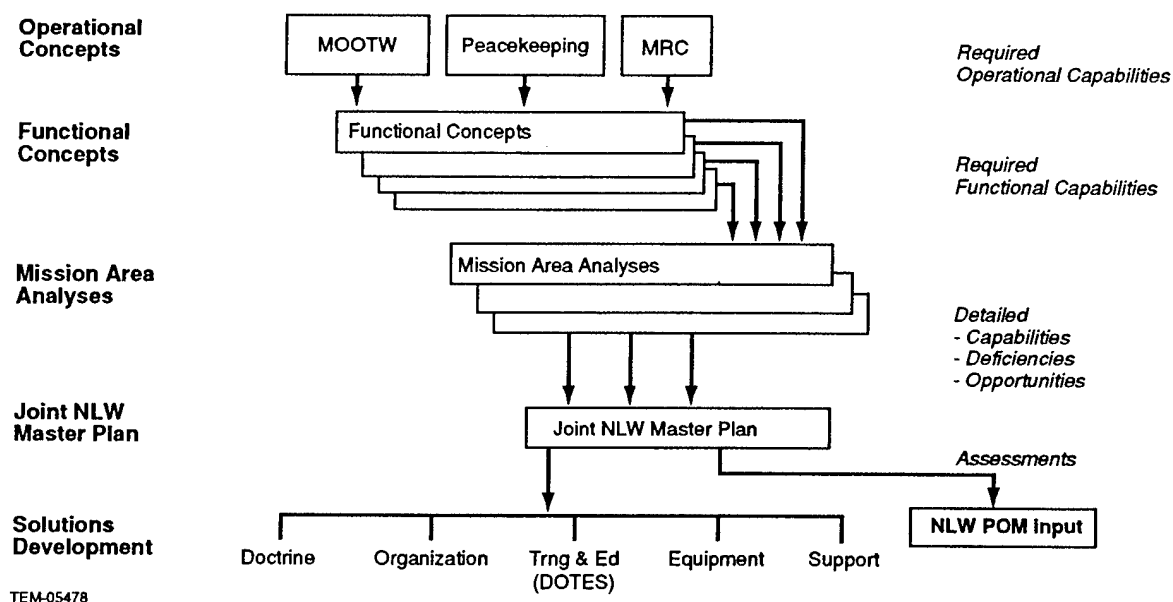 Operational
Concepts
MOOTW
Peacekeeping
MRC
Required
Operational Capabilities
Functional
Concepts
Functional Concepts
Required
Functional Capabilities
Mission Area
Analyses
Mission Area Analyses
Detailed
- Capabilities
- Deficiencies
- Opportunities
Joint NLW
Master Plan
Joint NLW Master Plan
Assessments
NLW POM input
Solutions
Development
Doctrine
Organization
Trng & Ed
(DOTES)
Equipment
Support
TEM-05478